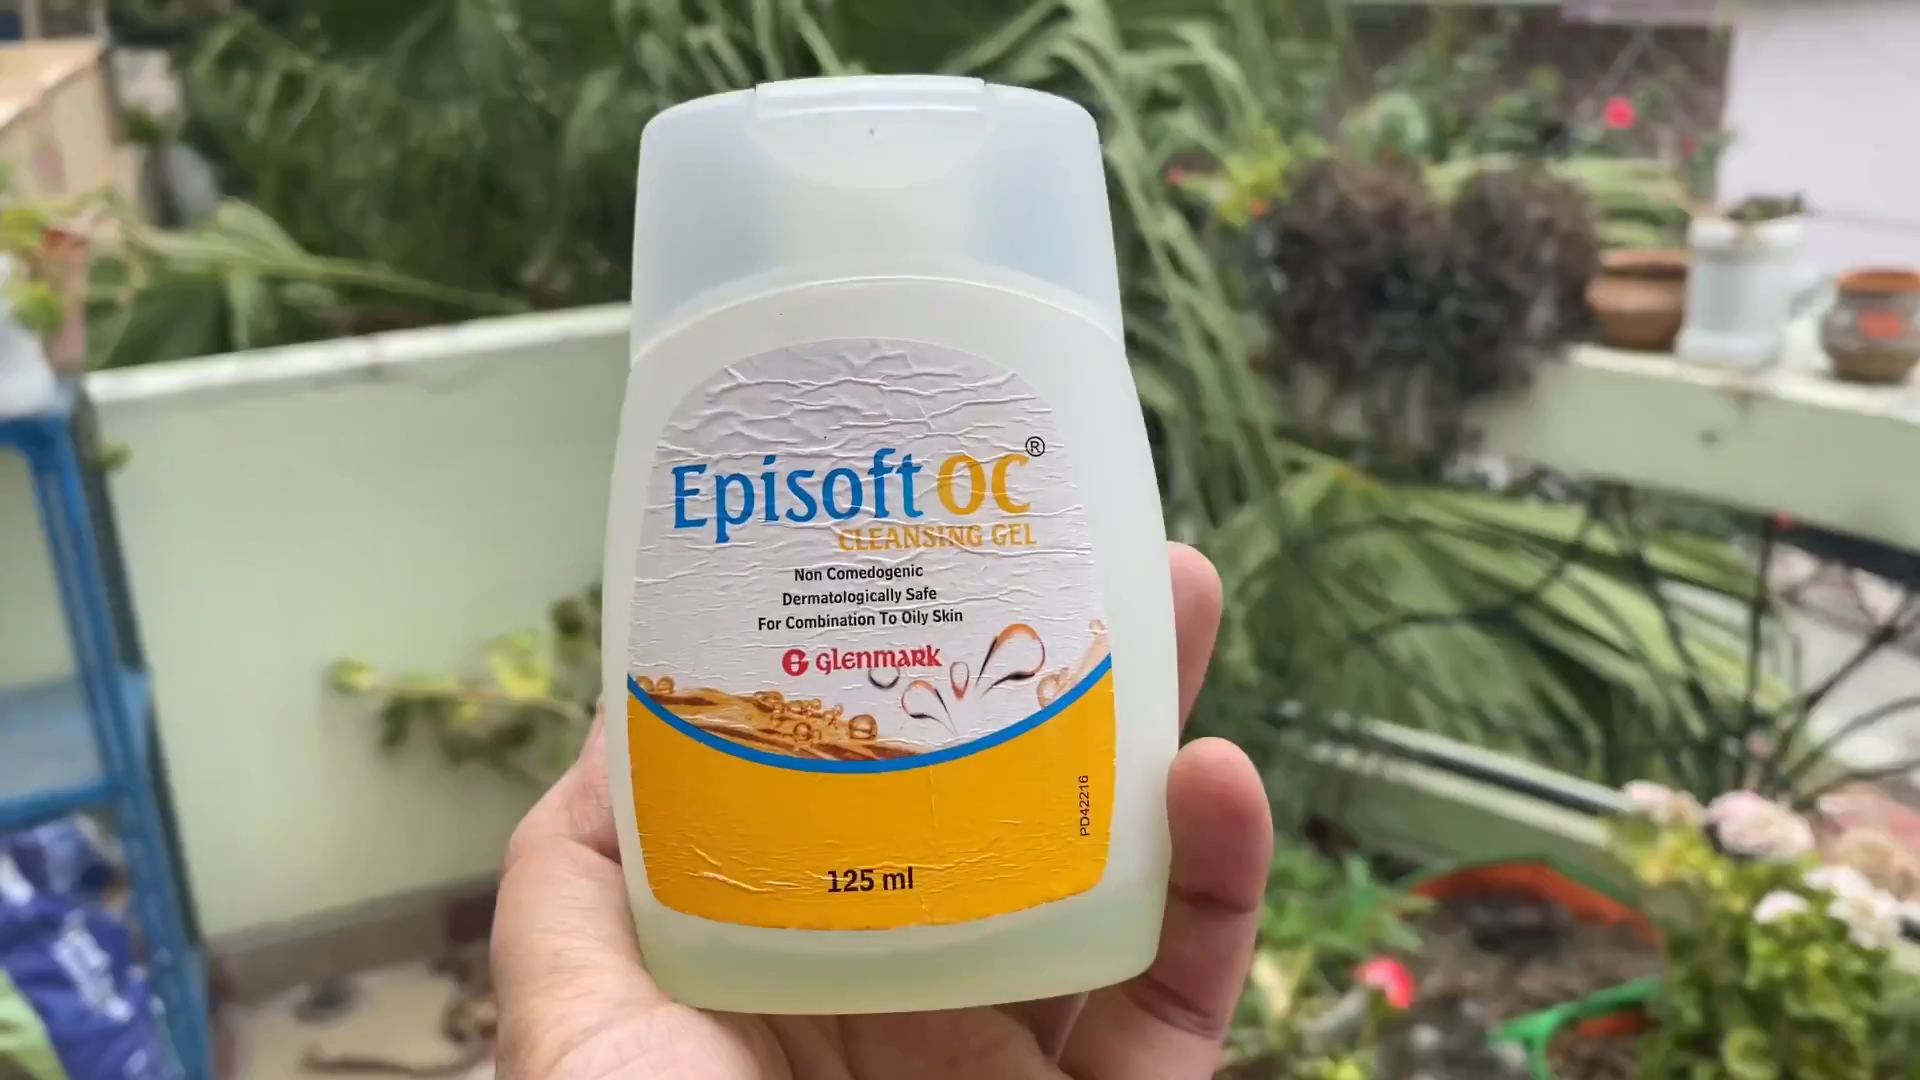 Episoft OC®
CLEANSING GEL
Non Comedogenic
Dermatologically Safe
For Combination To Oily Skin
G glenmark
PD42216
125 ml